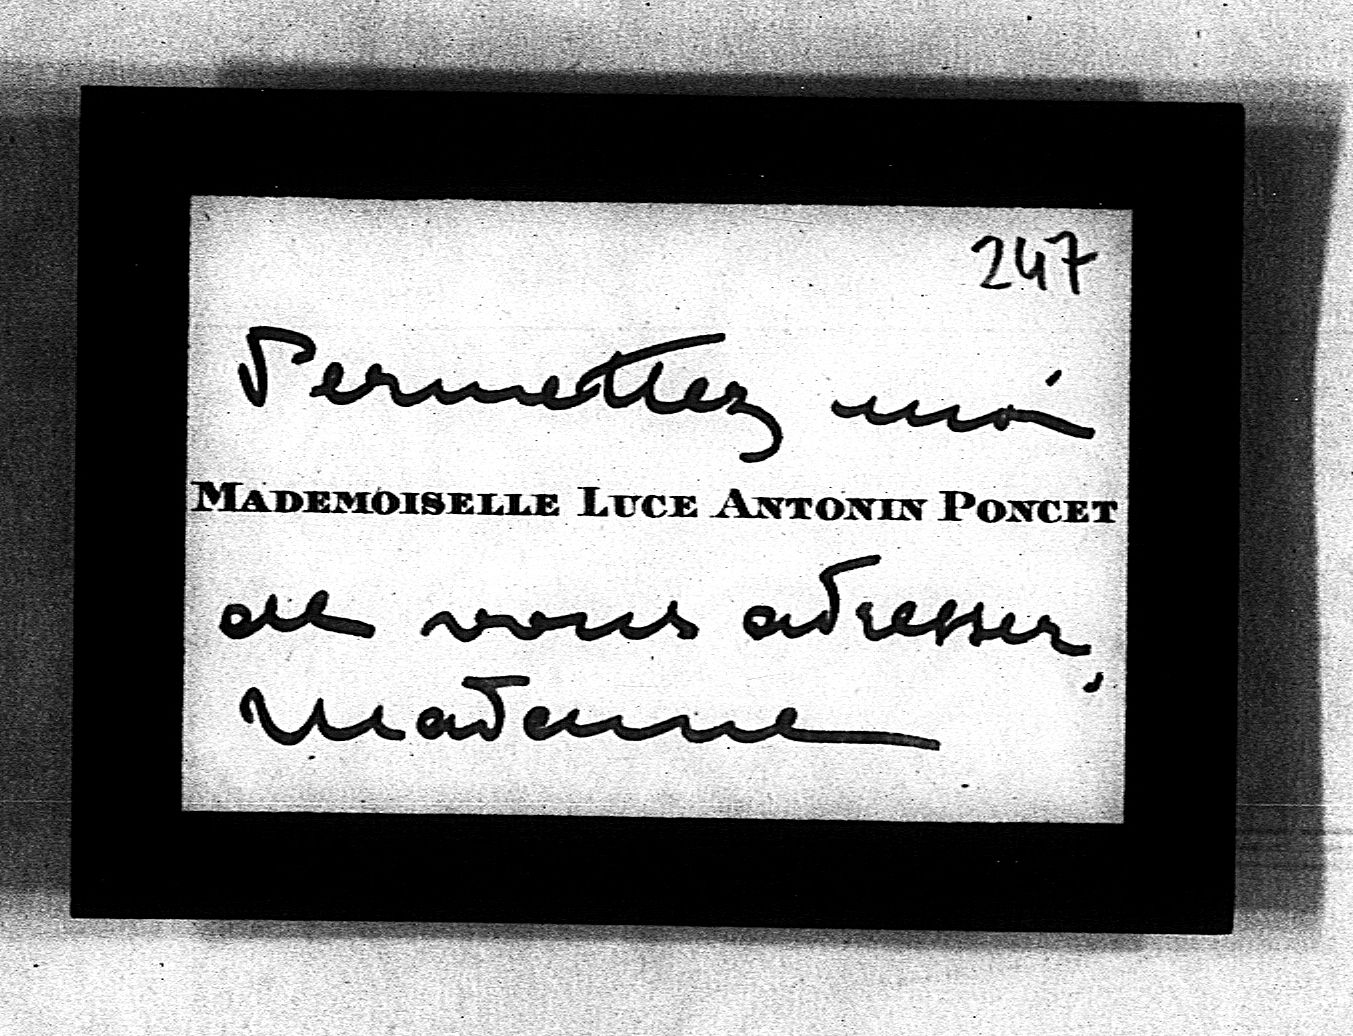 247
Permettez moi
MADEMOISELLE LUCE ANTONIN PONCET
de vous adresser,
Madame